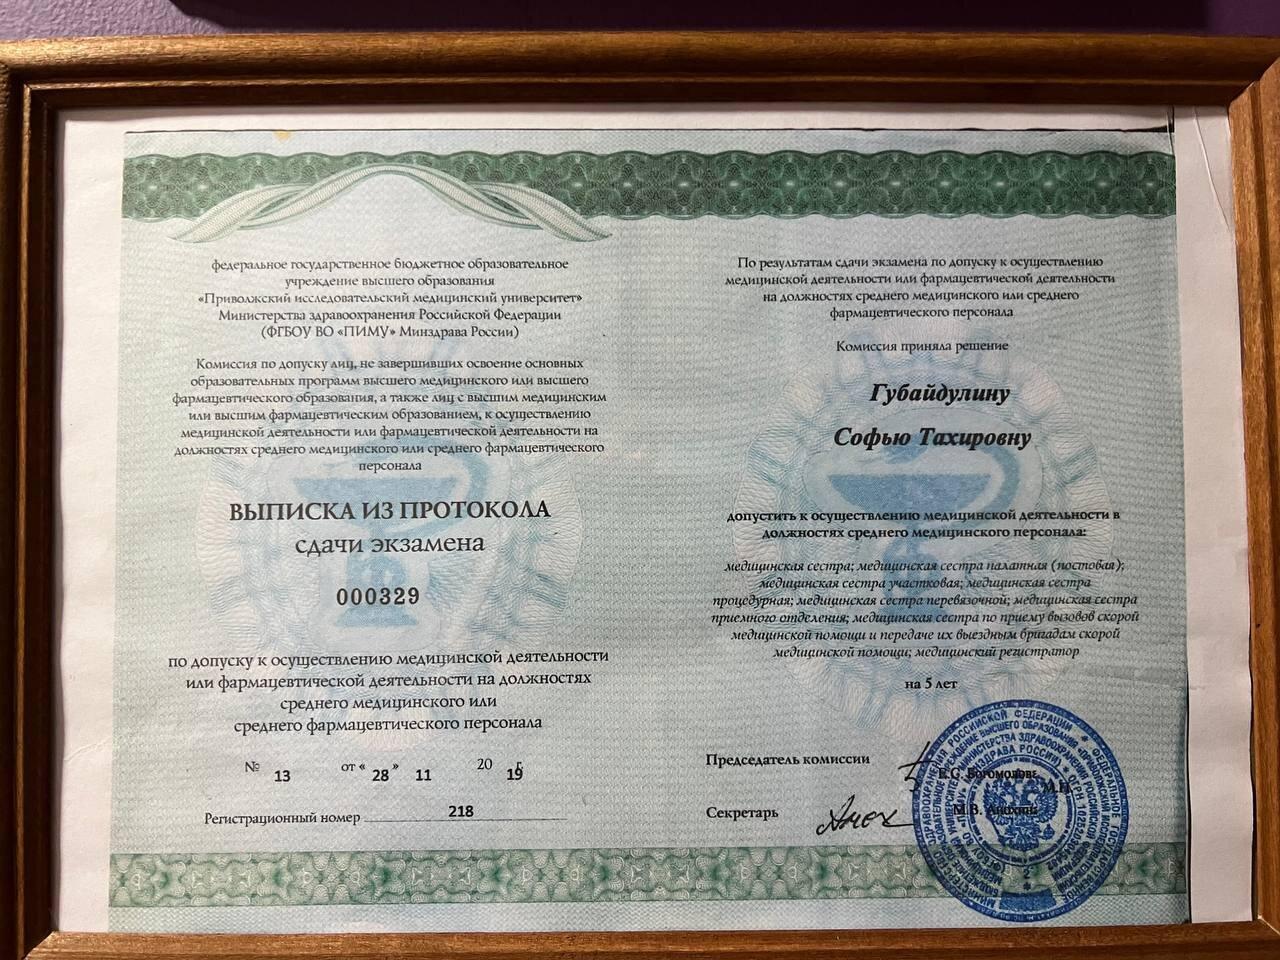 федеральное государственное бюджетное образовательное
учреждение высшего образования
«Приволжский исследовательский медицинский университет»
Министерства здравоохранения Российской Федерации
(ФГБОУ ВО «ПИМУ» Минздрава России)
Комиссия по допуску лиц, не завершивших освоение основных
образовательных программ высшего медицинского или высшего
фармацевтического образования, а также лиц с высшим медицинским
или высшим фармацевтическим образованием, к осуществлению
медицинской деятельности или фармацевтической деятельности на
должностях среднего медицинского или среднего фармацевтического
персонала
ВЫПИСКА ИЗ ПРОТОКОЛА
сдачи экзамена
000329
по допуску к осуществлению медицинской деятельности
или фармацевтической деятельности на должностях
среднего медицинского или
среднего фармацевтического персонала
№ 13 от « 28 » 11 20 19 г.
Регистрационный номер 218
По результатам сдачи экзамена по допуску к осуществлению
медицинской деятельности или фармацевтической деятельности
на должностях среднего медицинского или среднего
фармацевтического персонала
Комиссия приняла решение
Губайдулину
Софью Тахировну
допустить к осуществлению медицинской деятельности в
должностях среднего медицинского персонала:
медицинская сестра; медицинская сестра палатная (постовая);
медицинская сестра участковая; медицинская сестра
процедурная; медицинская сестра перевязочной; медицинская сестра
приемного отделения; медицинская сестра по приему вызовов скорой
медицинской помощи и передаче их выездным бригадам скорой
медицинской помощи; медицинский регистратор
на 5 лет
Председатель комиссии Е.С. Богомолова
М.П.
Секретарь М.В. Анохина